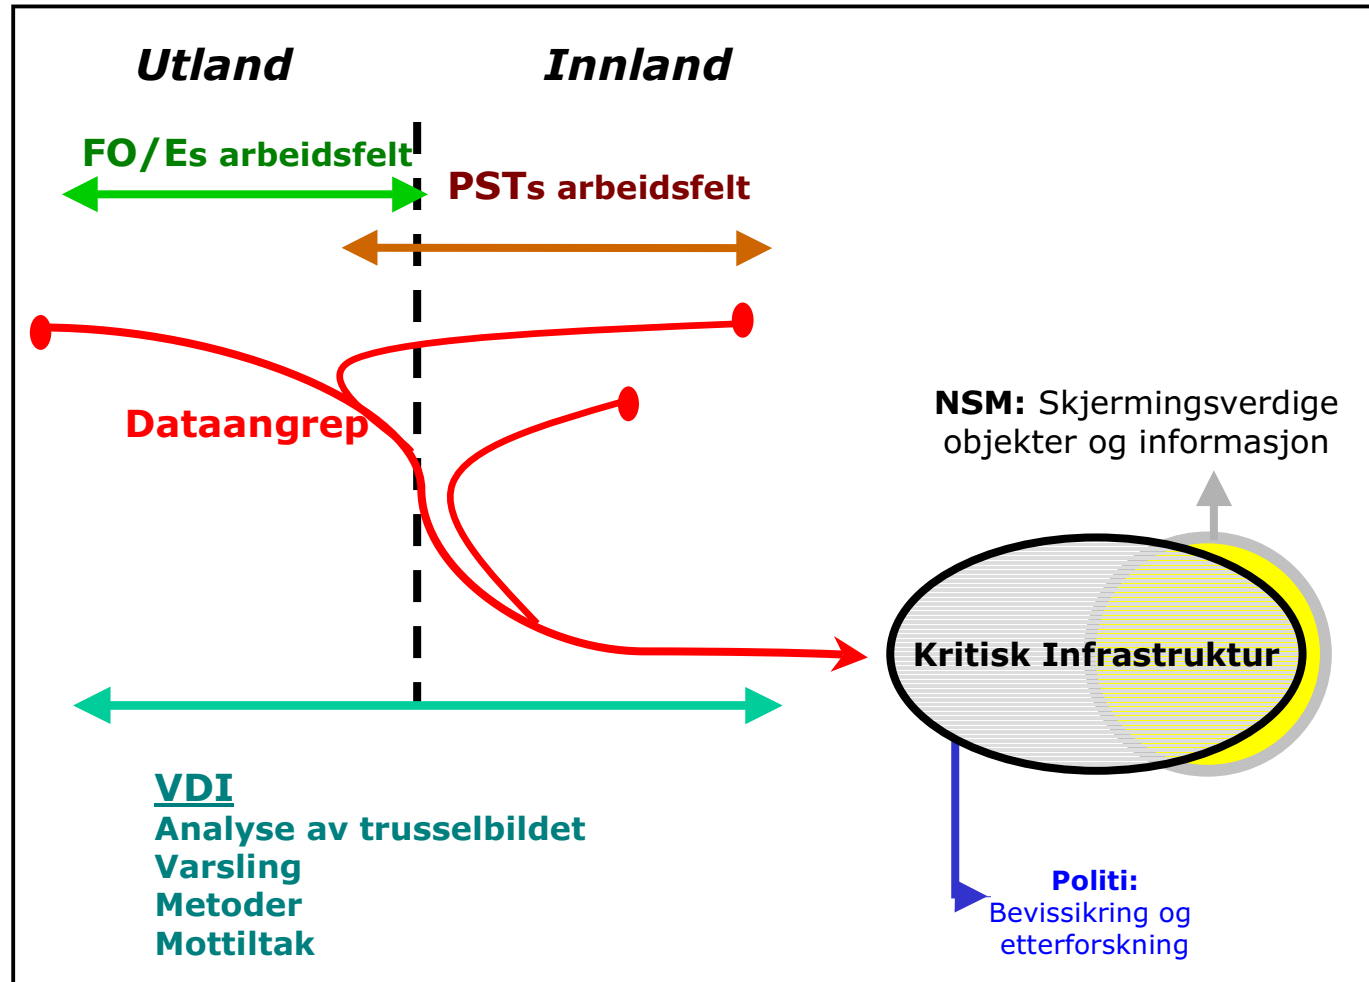 Utland
Innland
FO/Es arbeidsfelt
PSTs arbeidsfelt
Dataangrep
NSM: Skjermingsverdige
objekter og informasjon
Kritisk Infrastruktur
VDI
Analyse av trusselbildet
Varsling
Metoder
Mottiltak
Politi:
Bevissikring og
etterforskning